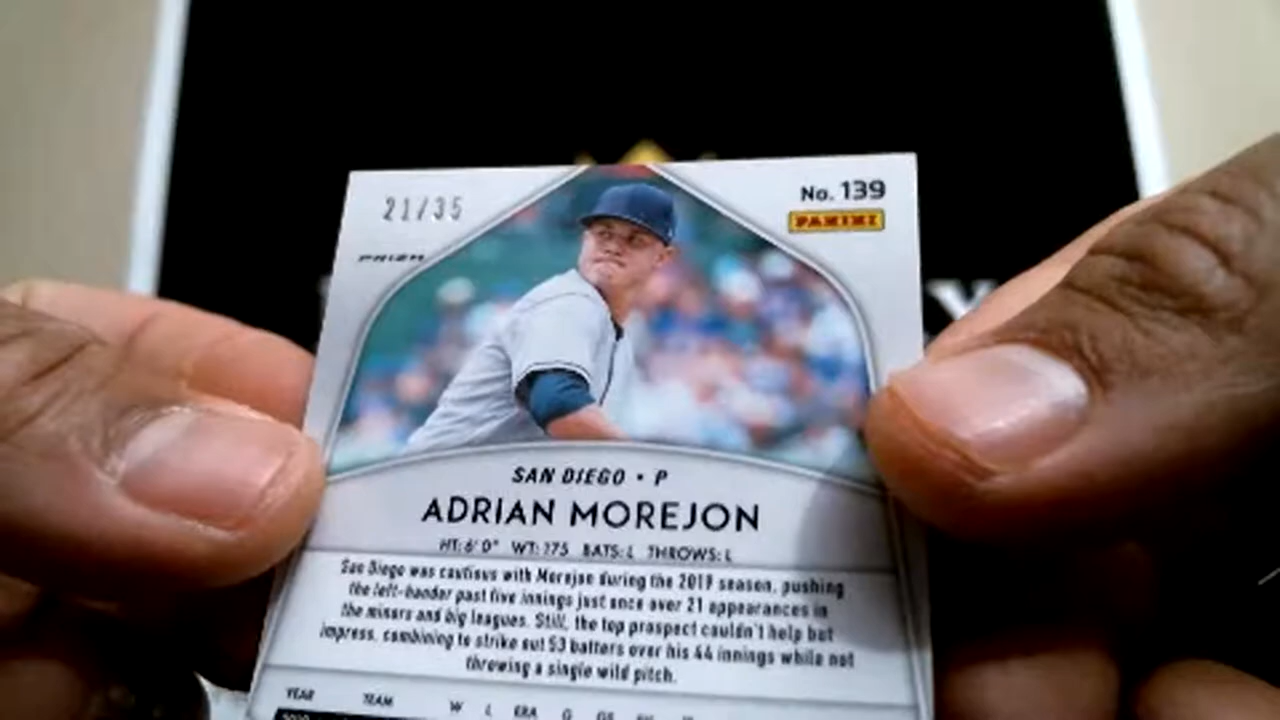 21/35
No. 139
PANINI
PRIZM
SAN DIEGO • P
ADRIAN MOREJON
HT: 6' 0" WT: 175 BATS: L THROWS: L
San Diego was cautious with Morejon during the 2019 season, pushing
the left-hander past five innings just once over 21 appearances in
the minors and big leagues. Still, the top prospect couldn't help but
impress, combining to strike out 53 batters over his 44 innings while not
throwing a single wild pitch.
YEAR TEAM W L ERA G GS